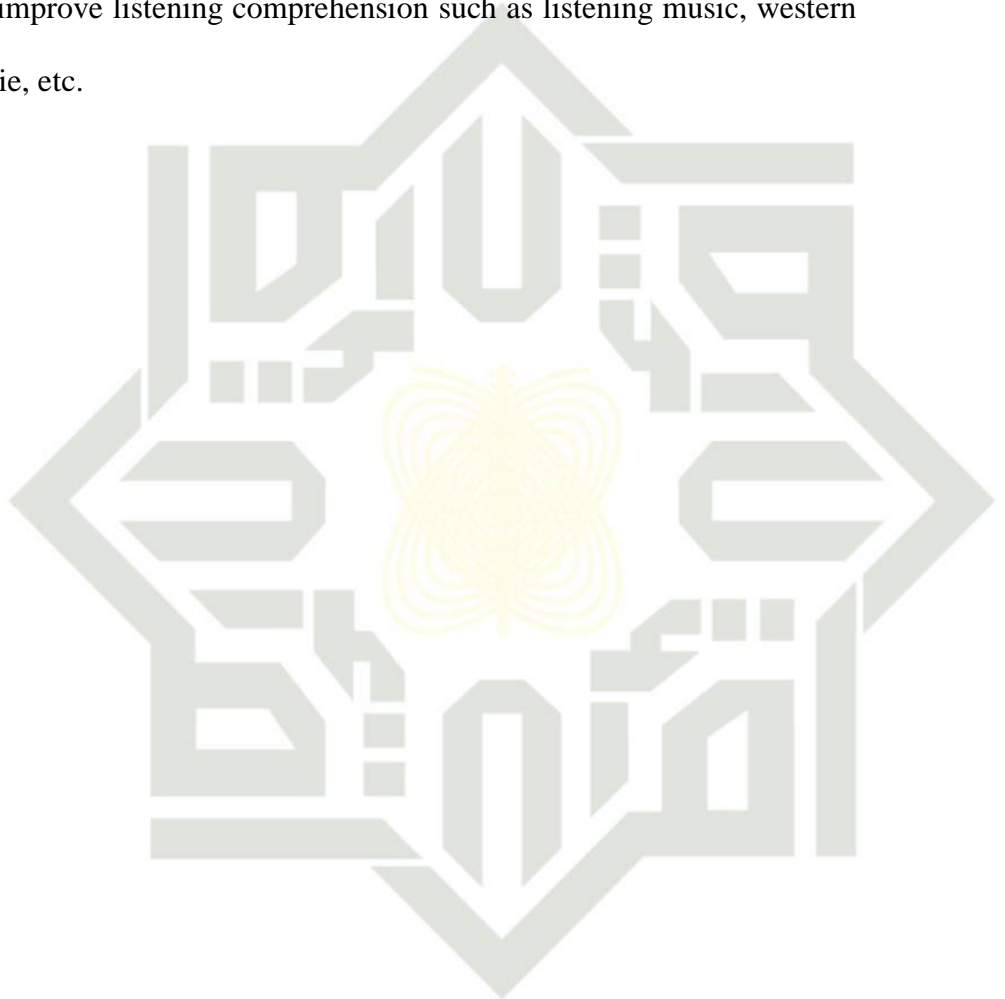 improve listening comprehension such as listening music, western
ie, etc.